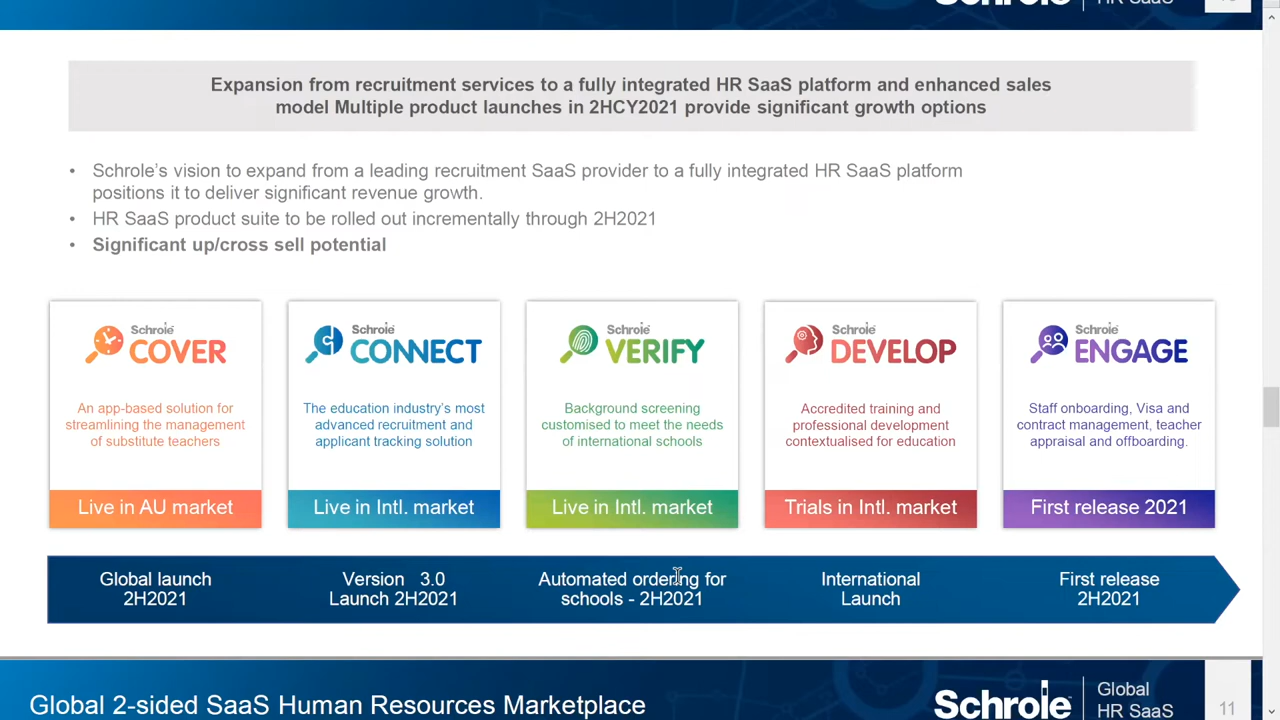 Schrole
HR SaaS
Expansion from recruitment services to a fully integrated HR SaaS platform and enhanced sales
model Multiple product launches in 2HCY2021 provide significant growth options
• Schrole's vision to expand from a leading recruitment SaaS provider to a fully integrated HR SaaS platform
positions it to deliver significant revenue growth.
• HR SaaS product suite to be rolled out incrementally through 2H2021
• Significant up/cross sell potential
Schrole™
COVER
An app-based solution for
streamlining the management
of substitute teachers
Live in AU market
Schrole™
CONNECT
The education industry's most
advanced recruitment and
applicant tracking solution
Live in Intl. market
Schrole™
VERIFY
Background screening
customised to meet the needs
of international schools
Live in Intl. market
Schrole™
DEVELOP
Accredited training and
professional development
contextualised for education
Trials in Intl. market
Schrole™
ENGAGE
Staff onboarding, Visa and
contract management, teacher
appraisal and offboarding.
First release 2021
Global launch
2H2021
Version 3.0
Launch 2H2021
Automated ordering for
schools - 2H2021
International
Launch
First release
2H2021
Global 2-sided SaaS Human Resources Marketplace
Schrole™
Global
HR SaaS
11